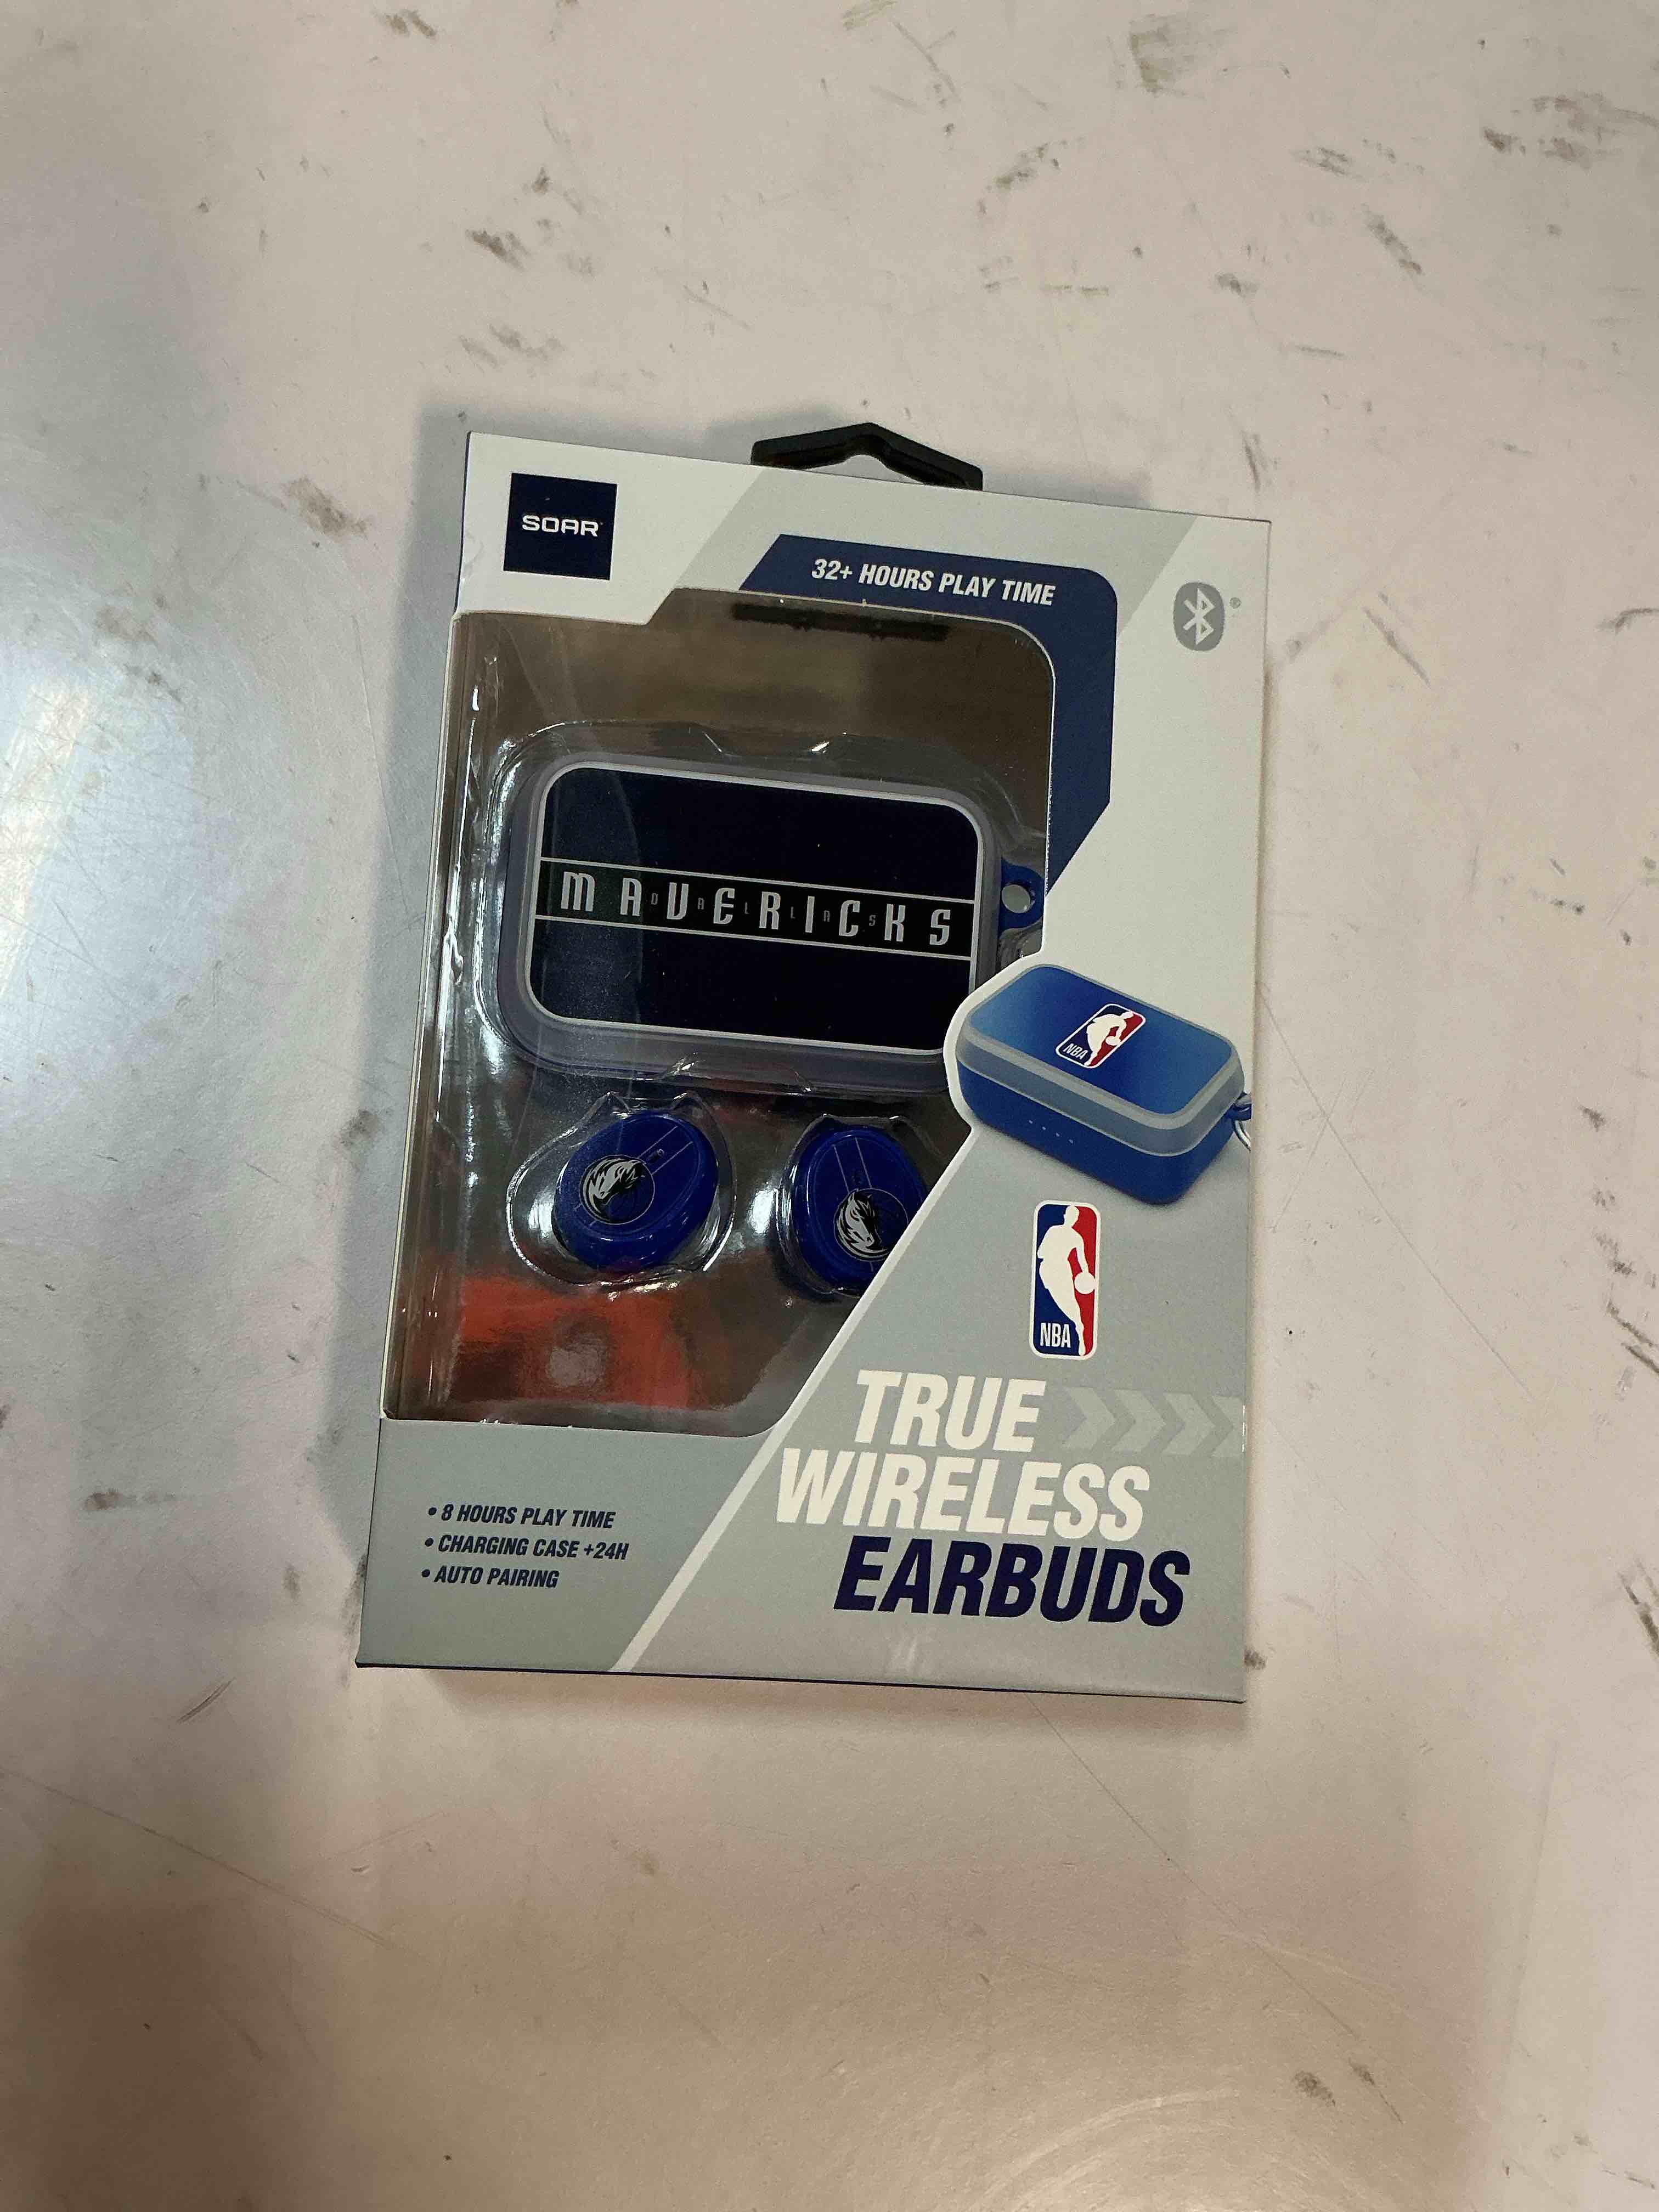 SOAR
32+ HOURS PLAY TIME
MAVERICKS
DALLAS
NBA
NBA
TRUE
WIRELESS
EARBUDS
• 8 HOURS PLAY TIME
• CHARGING CASE +24H
• AUTO PAIRING